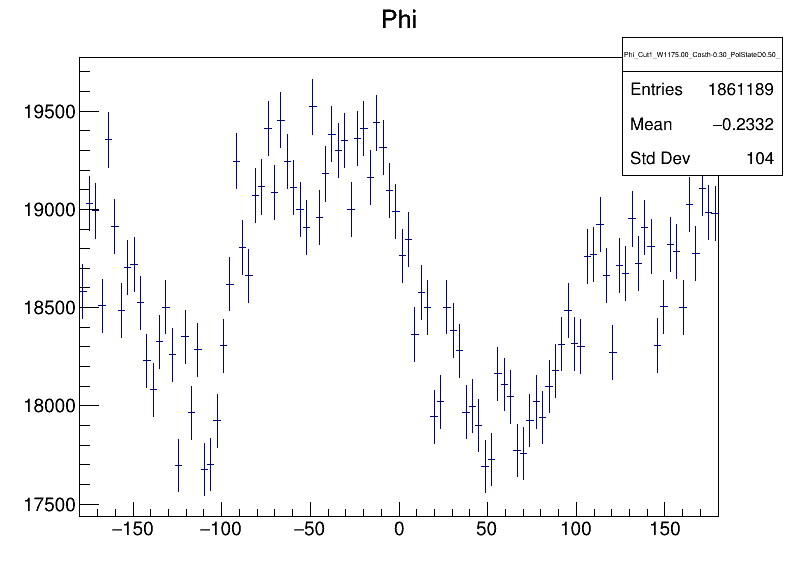 Phi
Phi_Cut1_W1175.00_Costh-0.30_PolStateD0.50_
Entries 1861189
Mean −0.2332
Std Dev 104
19500
19000
18500
18000
17500
−150 −100 −50 0 50 100 150